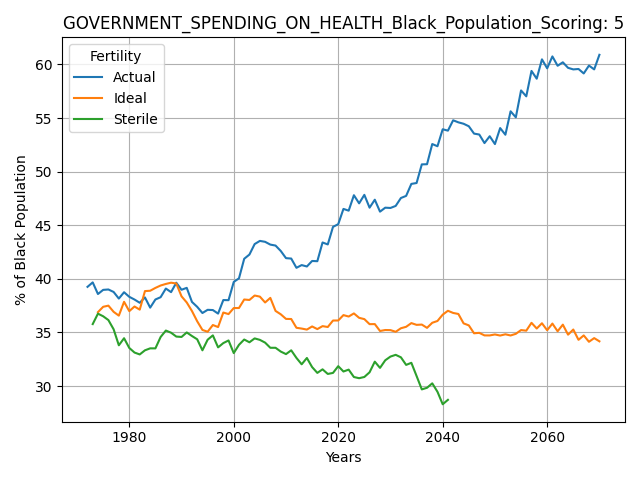 GOVERNMENT_SPENDING_ON_HEALTH_Black_Population_Scoring: 5
Fertility
Actual
Ideal
Sterile
% of Black Population
60
55
50
45
40
35
30
1980
2000
2020
2040
2060
Years